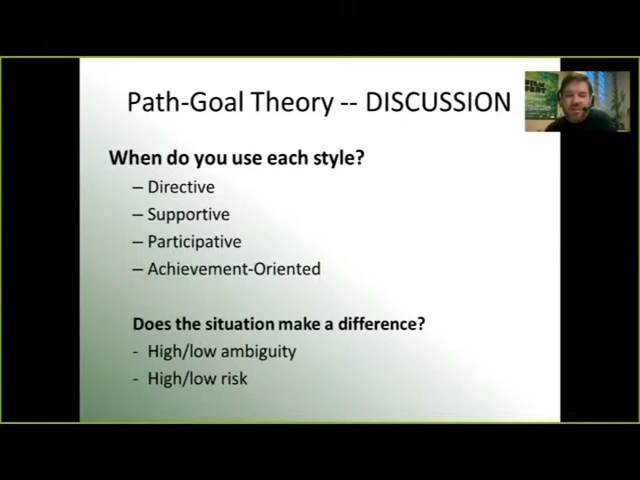 Path-Goal Theory -- DISCUSSION
When do you use each style?
– Directive
– Supportive
– Participative
– Achievement-Oriented
Does the situation make a difference?
- High/low ambiguity
- High/low risk